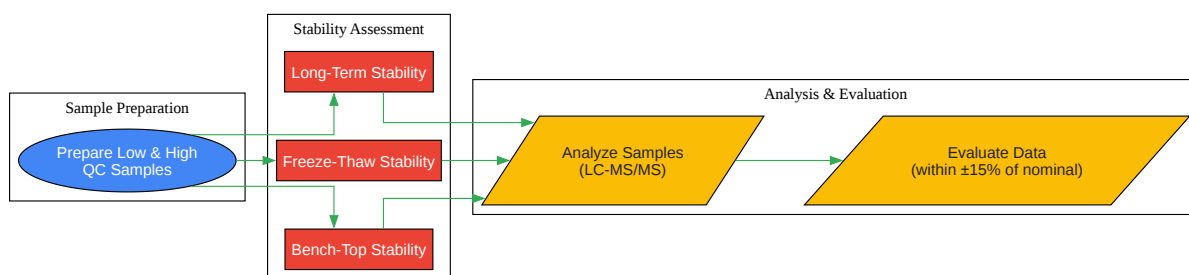 Sample Preparation
Prepare Low & High
QC Samples
Stability Assessment
Long-Term Stability
Freeze-Thaw Stability
Bench-Top Stability
Analysis & Evaluation
Analyze Samples
(LC-MS/MS)
Evaluate Data
(within ±15% of nominal)